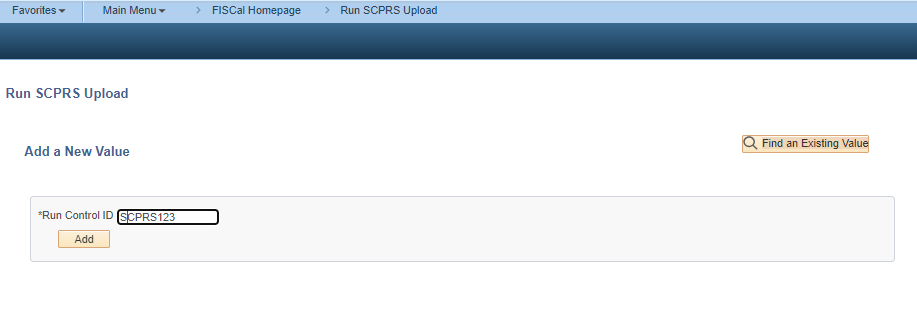 Favorites Main Menu > FISCal Homepage > Run SCPRS Upload
Run SCPRS Upload
Add a New Value
Find an Existing Value
*Run Control ID SCPRS123
Add